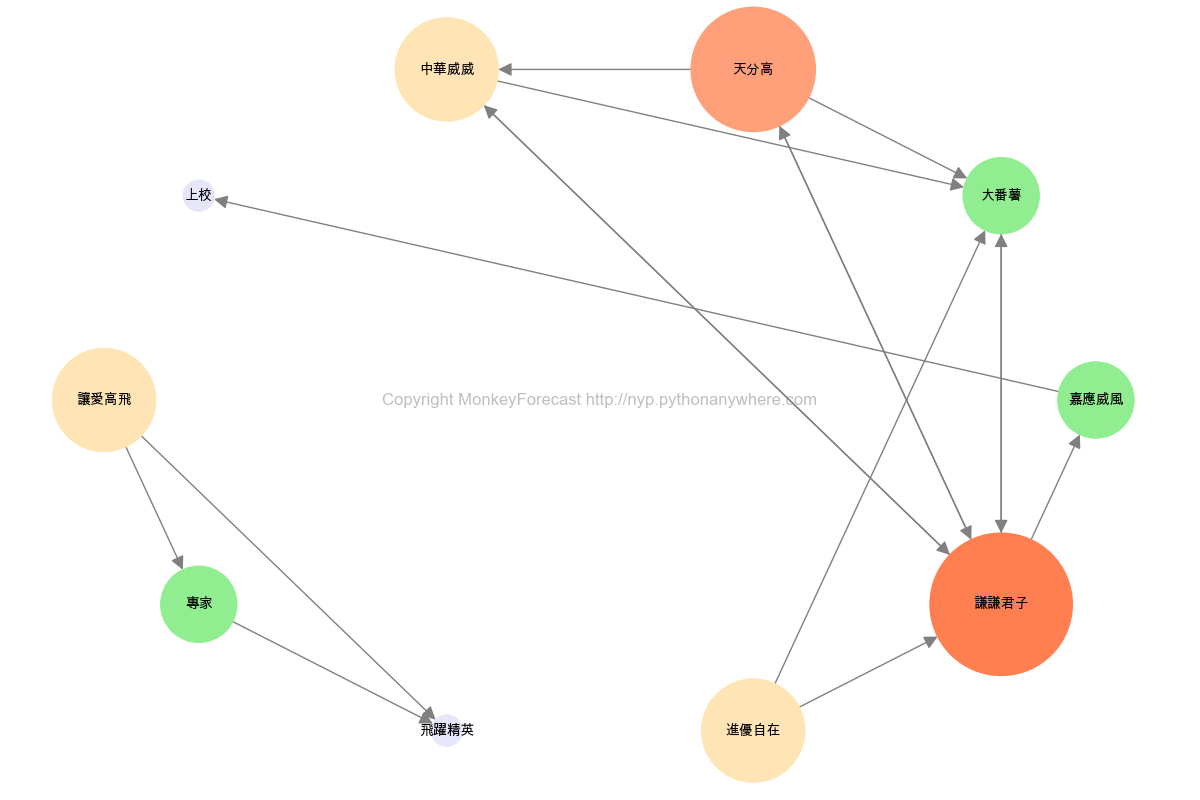 中華威威
天分高
上校
大番薯
讓愛高飛
Copyright MonkeyForecast http://nyp.pythonanywhere.com
嘉應威風
專家
謙謙君子
飛躍精英
進優自在